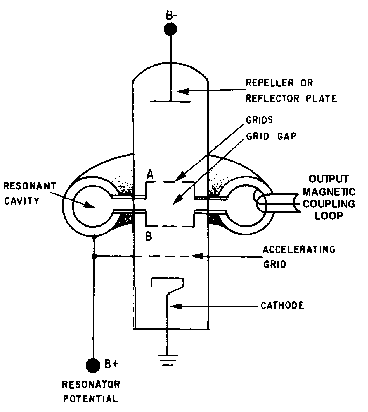 B-
REPELLER OR
REFLECTOR PLATE
GRIDS
GRID GAP
A
RESONANT
CAVITY
OUTPUT
MAGNETIC
COUPLING
LOOP
B
ACCELERATING
GRID
CATHODE
B+
RESONATOR
POTENTIAL